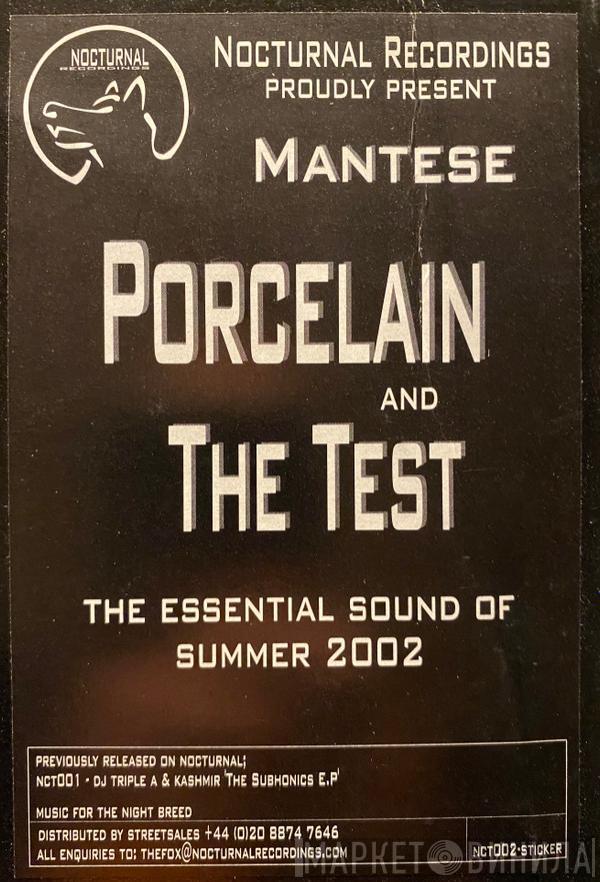 NOCTURNAL
RECORDINGS
NOCTURNAL RECORDINGS
PROUDLY PRESENT
MANTESE
PORCELAIN
AND
THE TEST
THE ESSENTIAL SOUND OF
SUMMER 2002
PREVIOUSLY RELEASED ON NOCTURNAL;
NCT001 · DJ TRIPLE A & KASHMIR 'THE SUBHONICS E.P'
MUSIC FOR THE NIGHT BREED
DISTRIBUTED BY STREETSALES +44 (0)20 8874 7646
ALL ENQUIRIES TO: THEFOX@NOCTURNALRECORDINGS.COM
NCT002-STICKER
МАРКЕТ ВИНИЛА